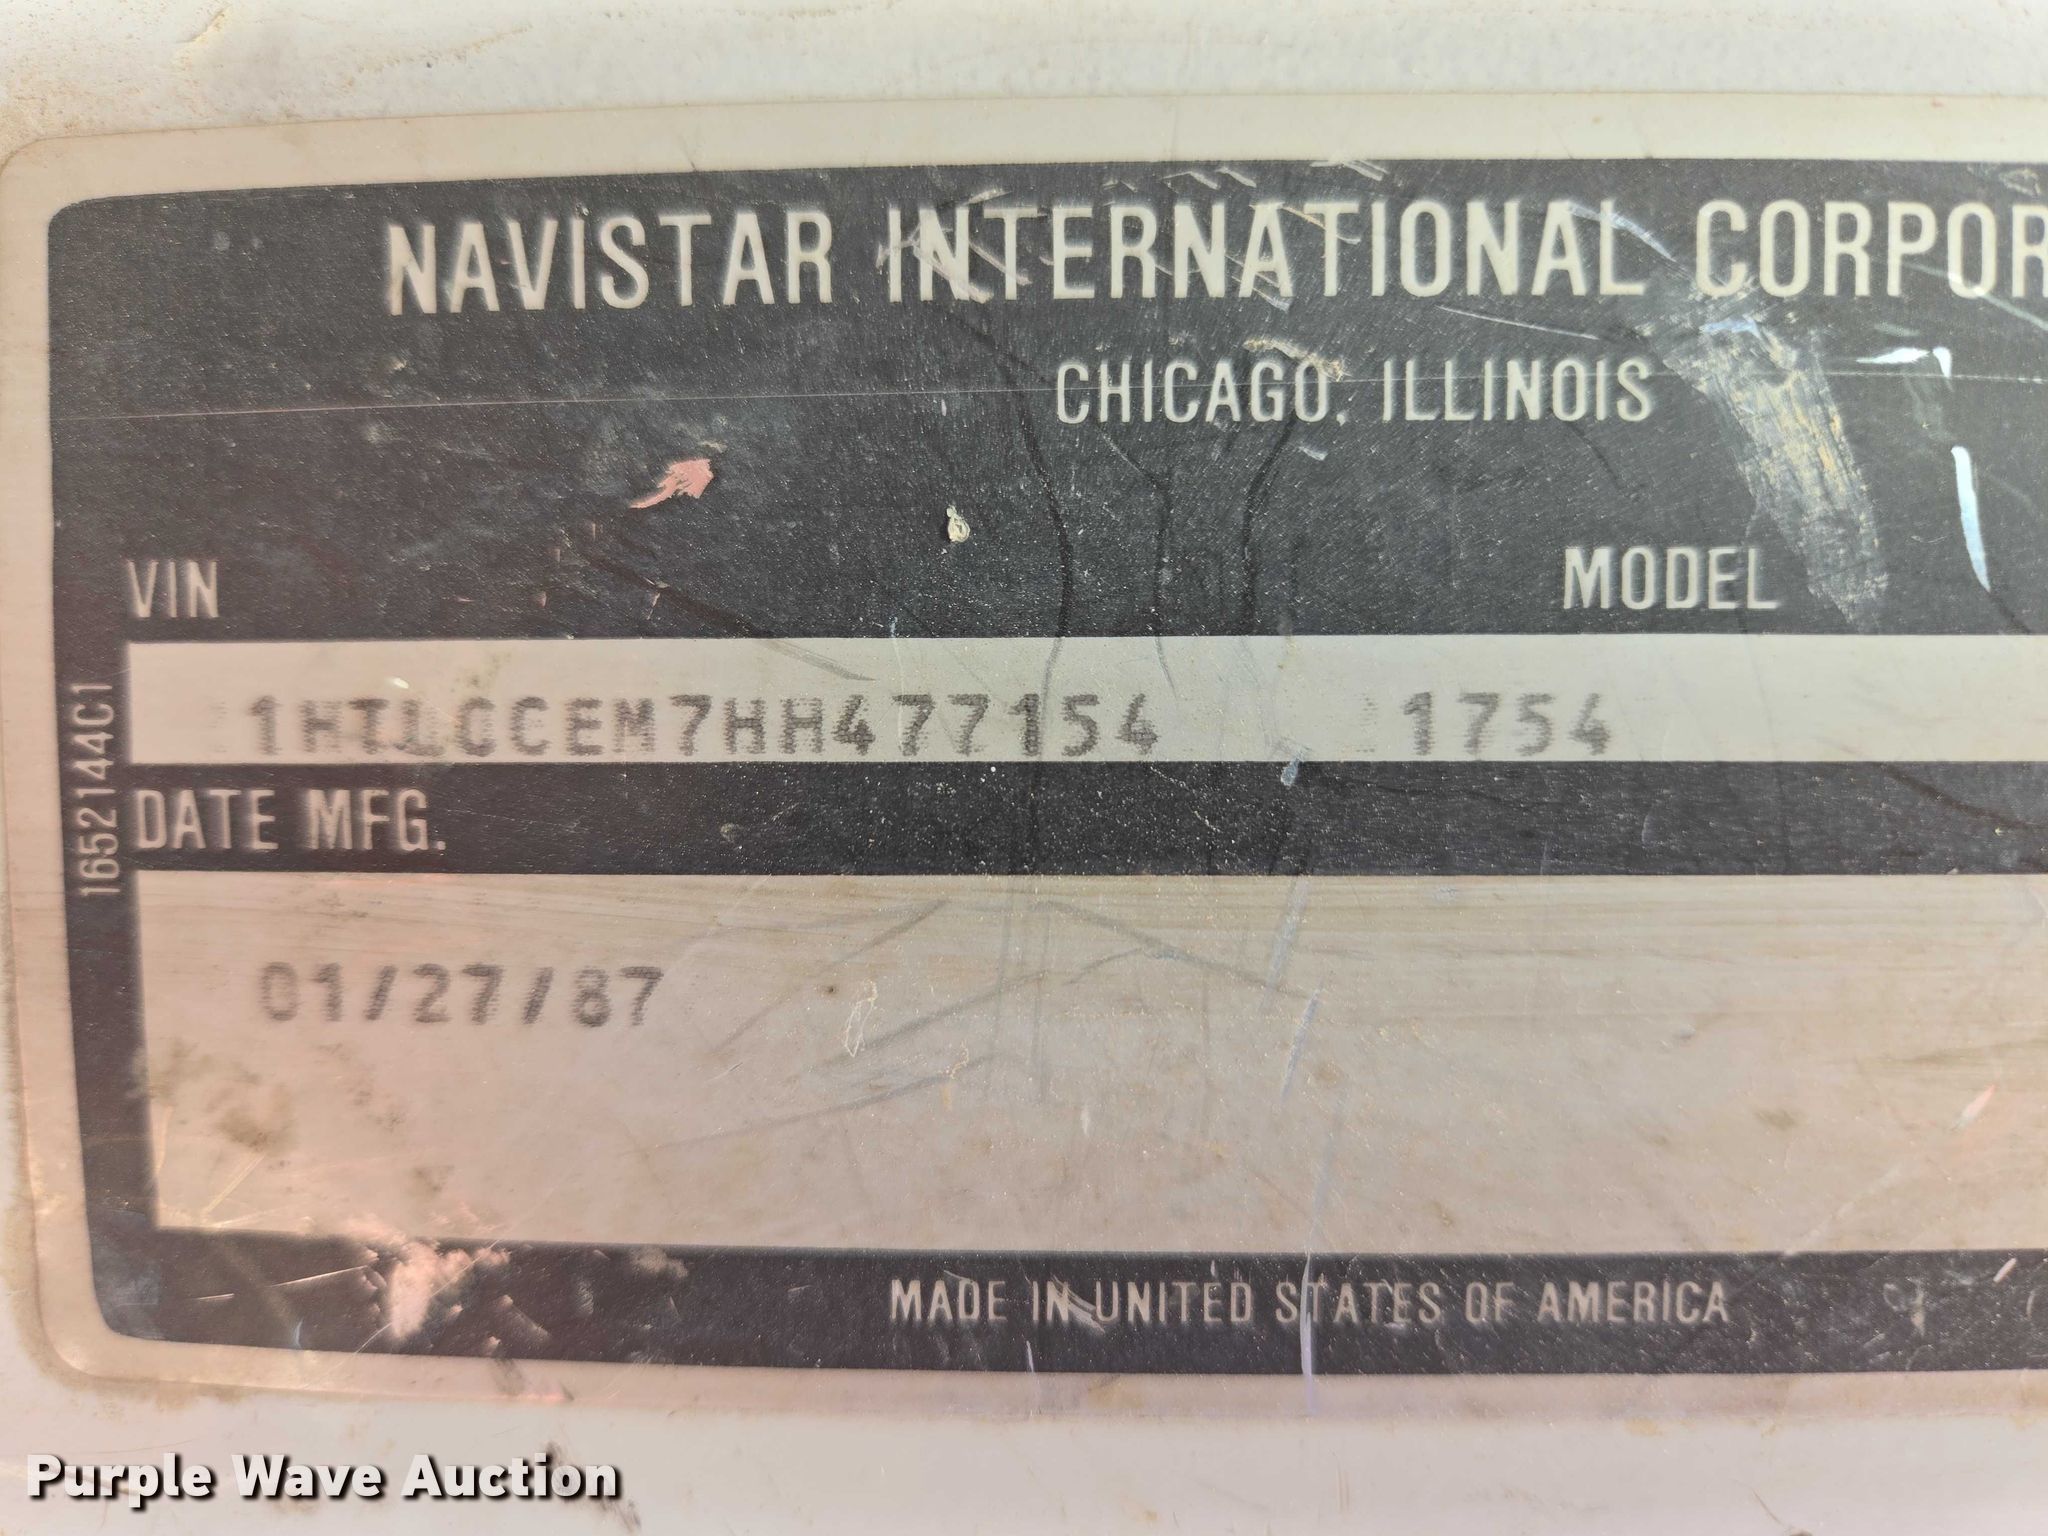 NAVISTAR INTERNATIONAL CORPOR
CHICAGO, ILLINOIS
VIN MODEL
1HTLCCEM7HH477154 1754
DATE MFG.
01/27/87
1652144C1
MADE IN UNITED STATES OF AMERICA
Purple Wave Auction